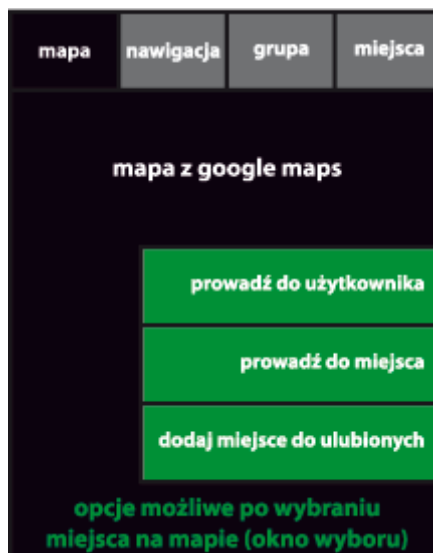 mapa nawigacja grupa miejsca
mapa z google maps
prowadź do użytkownika
prowadź do miejsca
dodaj miejsce do ulubionych
opcje możliwe po wybraniu
miejsca na mapie (okno wyboru)